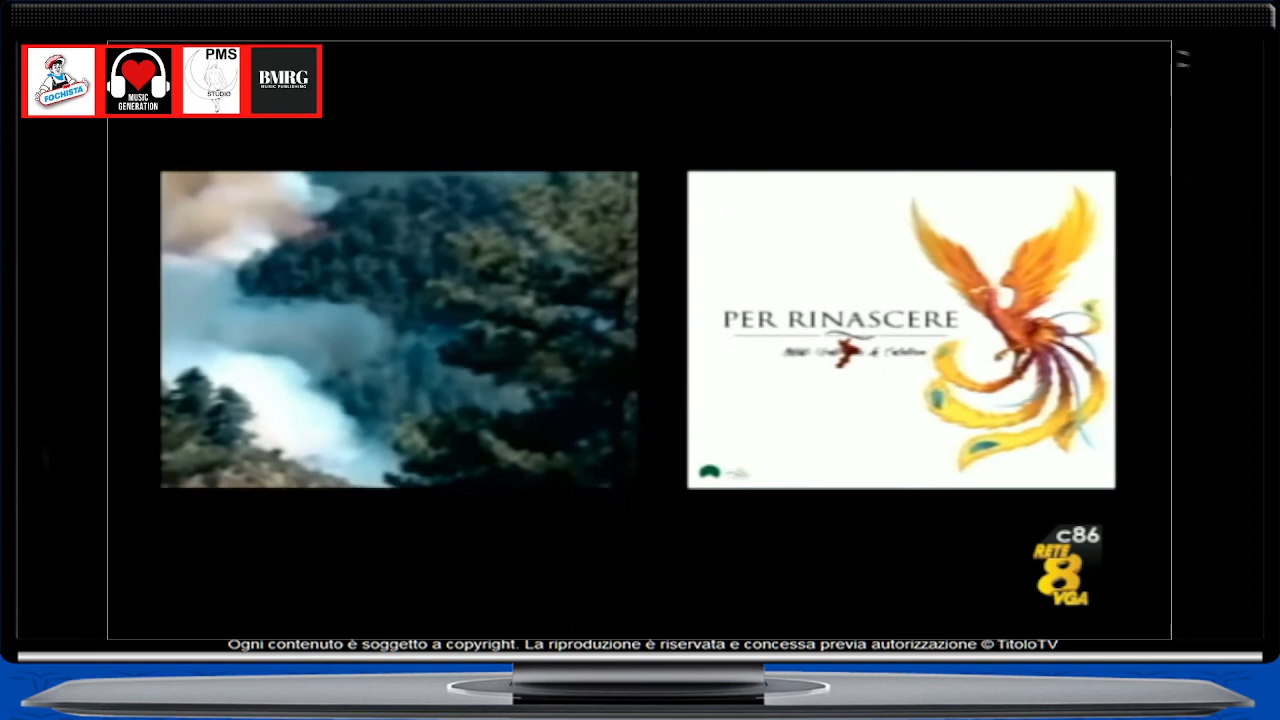 FOCHISTA
MUSIC
GENERATION
PMS
STUDIO
BMRG
MUSIC PUBLISHING
PER RINASCERE
c86
RETE
8
VGA
Ogni contenuto è soggetto a copyright. La riproduzione è riservata e concessa previa autorizzazione © TitoloTV